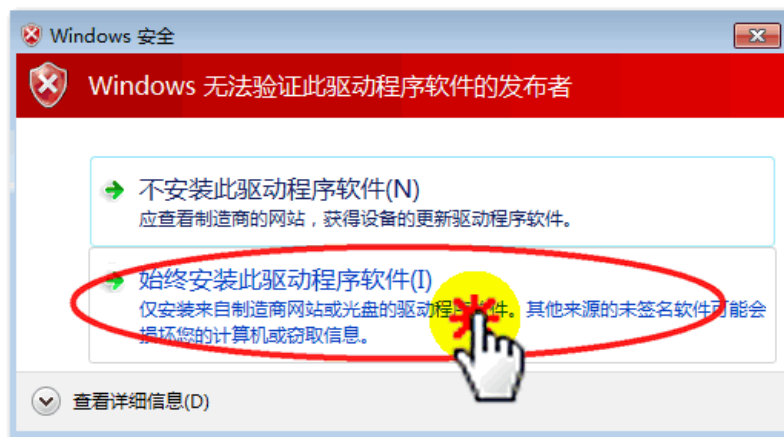 Windows 安全
Windows 无法验证此驱动程序软件的发布者
不安装此驱动程序软件(N)
应查看制造商的网站，获得设备的更新驱动程序软件。
始终安装此驱动程序软件(I)
仅安装来自制造商网站或光盘的驱动程序软件。其他来源的未签名软件可能会
损坏您的计算机或窃取信息。
查看详细信息(D)